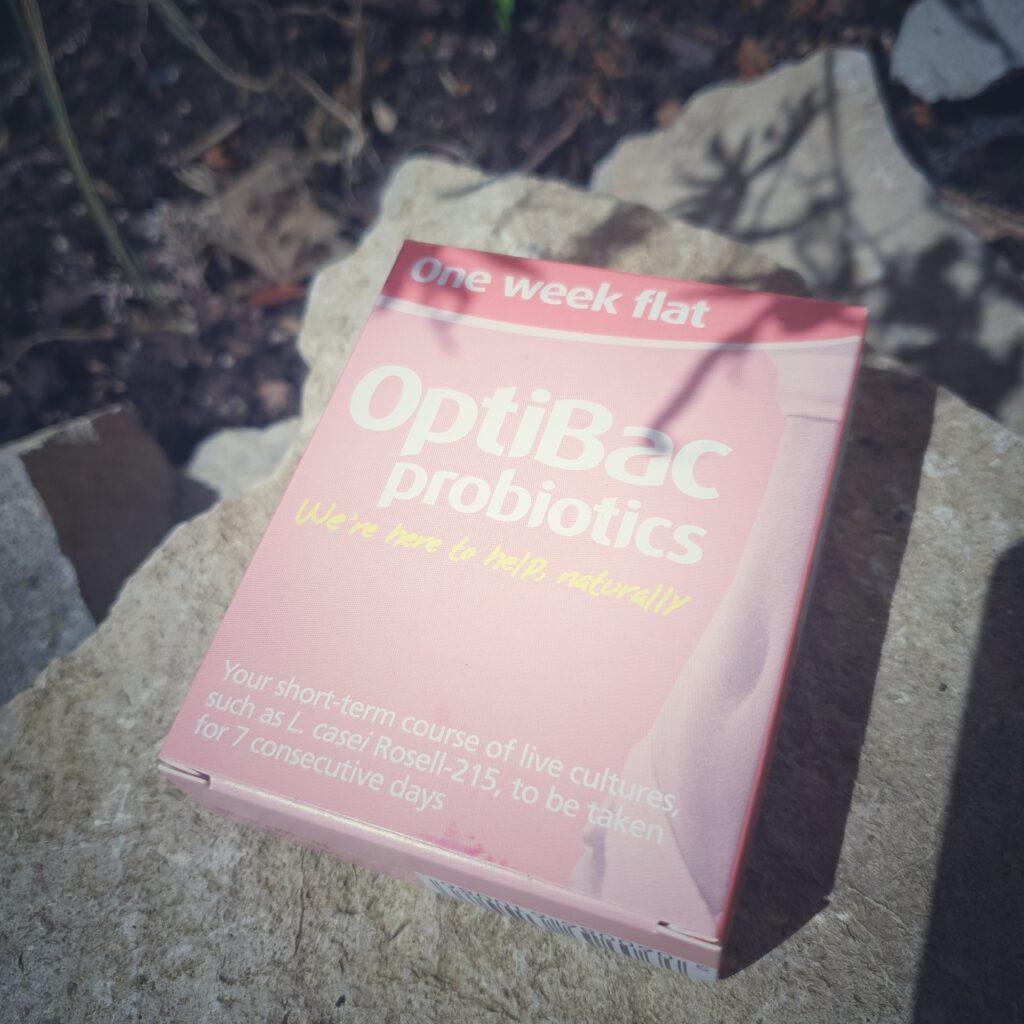 One week flat
OptiBac
probiotics
We're here to help, naturally
Your short-term course of live cultures,
such as L. casei Rosell-215, to be taken
for 7 consecutive days